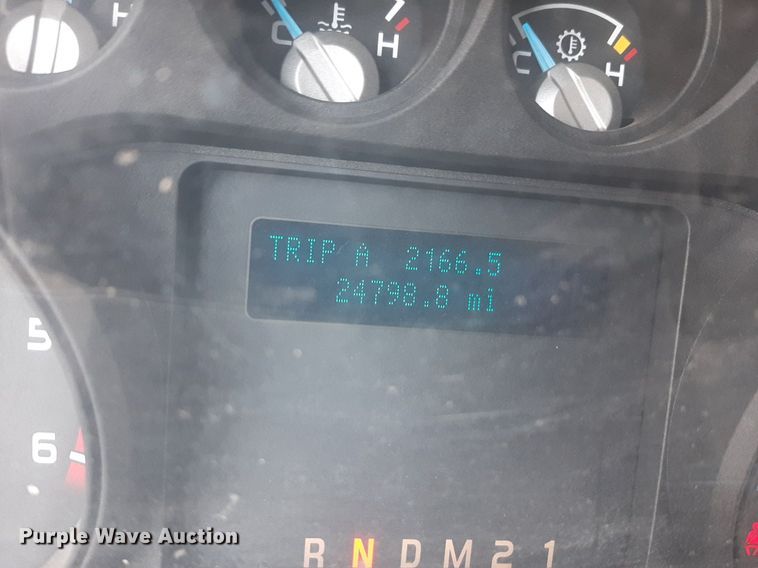 H
C H
C H
TRIP A 2166.5
24798.8 mi
5
6
R N D M 2 1
Purple Wave Auction